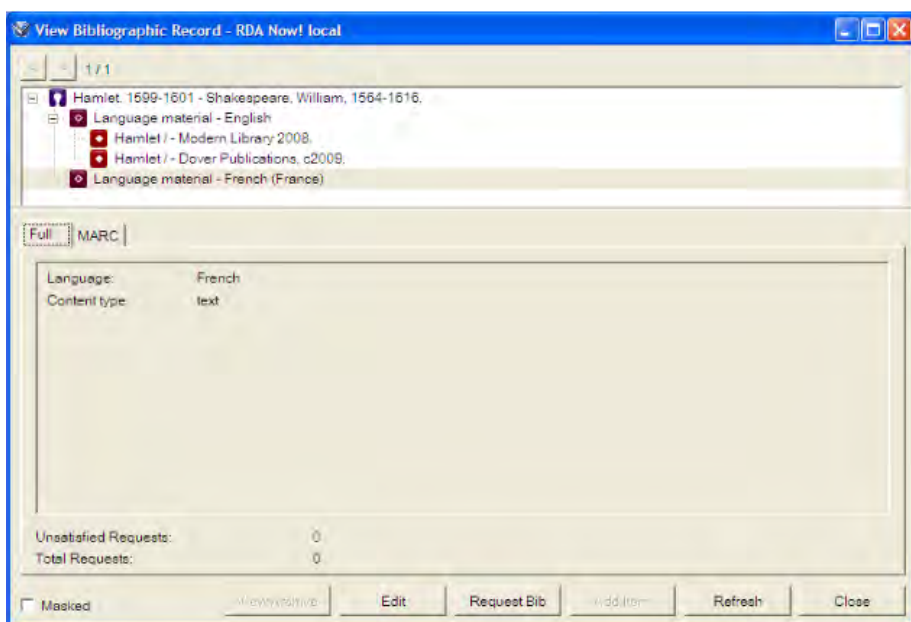 View Bibliographic Record - RDA Now! local
1 / 1
Hamlet. 1599-1601 - Shakespeare, William, 1564-1616.
Language material - English
Hamlet / - Modern Library 2008.
Hamlet / - Dover Publications, c2009.
Language material - French (France)
Full MARC
Language: French
Content type: text
Unsatisfied Requests: 0
Total Requests: 0
Masked Edit Request Bib Add Item Refresh Close